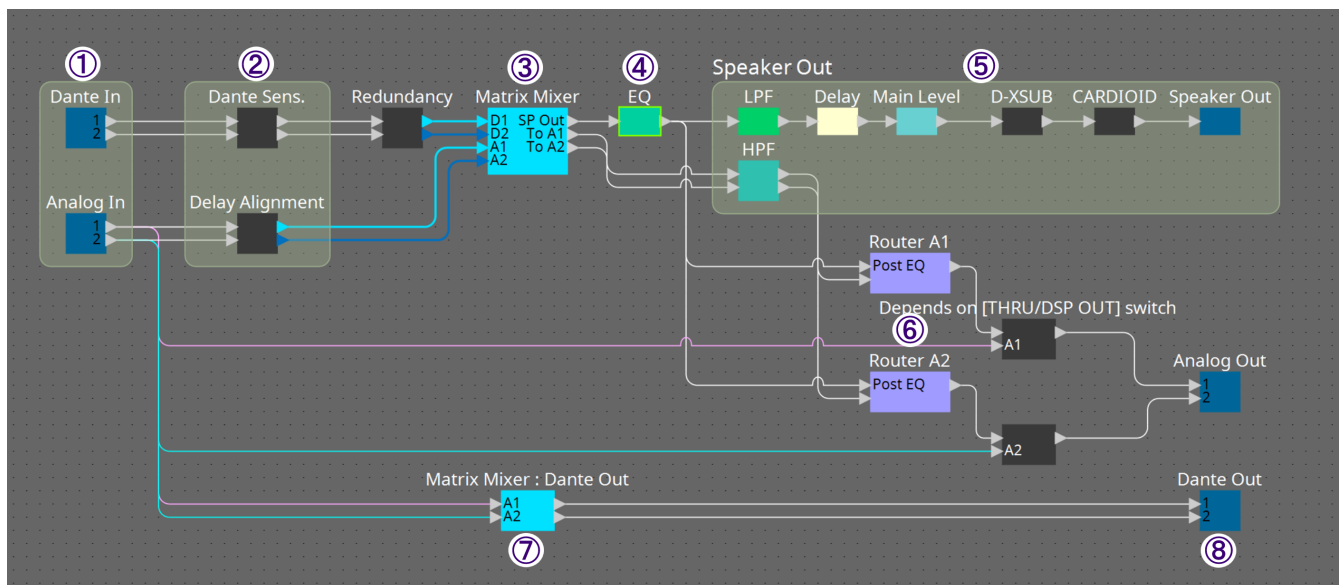 ① ② ③ ④ ⑤
Speaker Out
Dante In Dante Sens. Redundancy Matrix Mixer EQ LPF Delay Main Level D-XSUB CARDIOID Speaker Out
1 D1 SP Out
2 D2 To A1
A1 To A2
A2
HPF
Analog In Delay Alignment
1
2
Router A1
Post EQ
Depends on [THRU/DSP OUT] switch
⑥
A1
Router A2 Analog Out
Post EQ 1
2
A2
Matrix Mixer : Dante Out Dante Out
A1 1
A2 2
⑦ ⑧